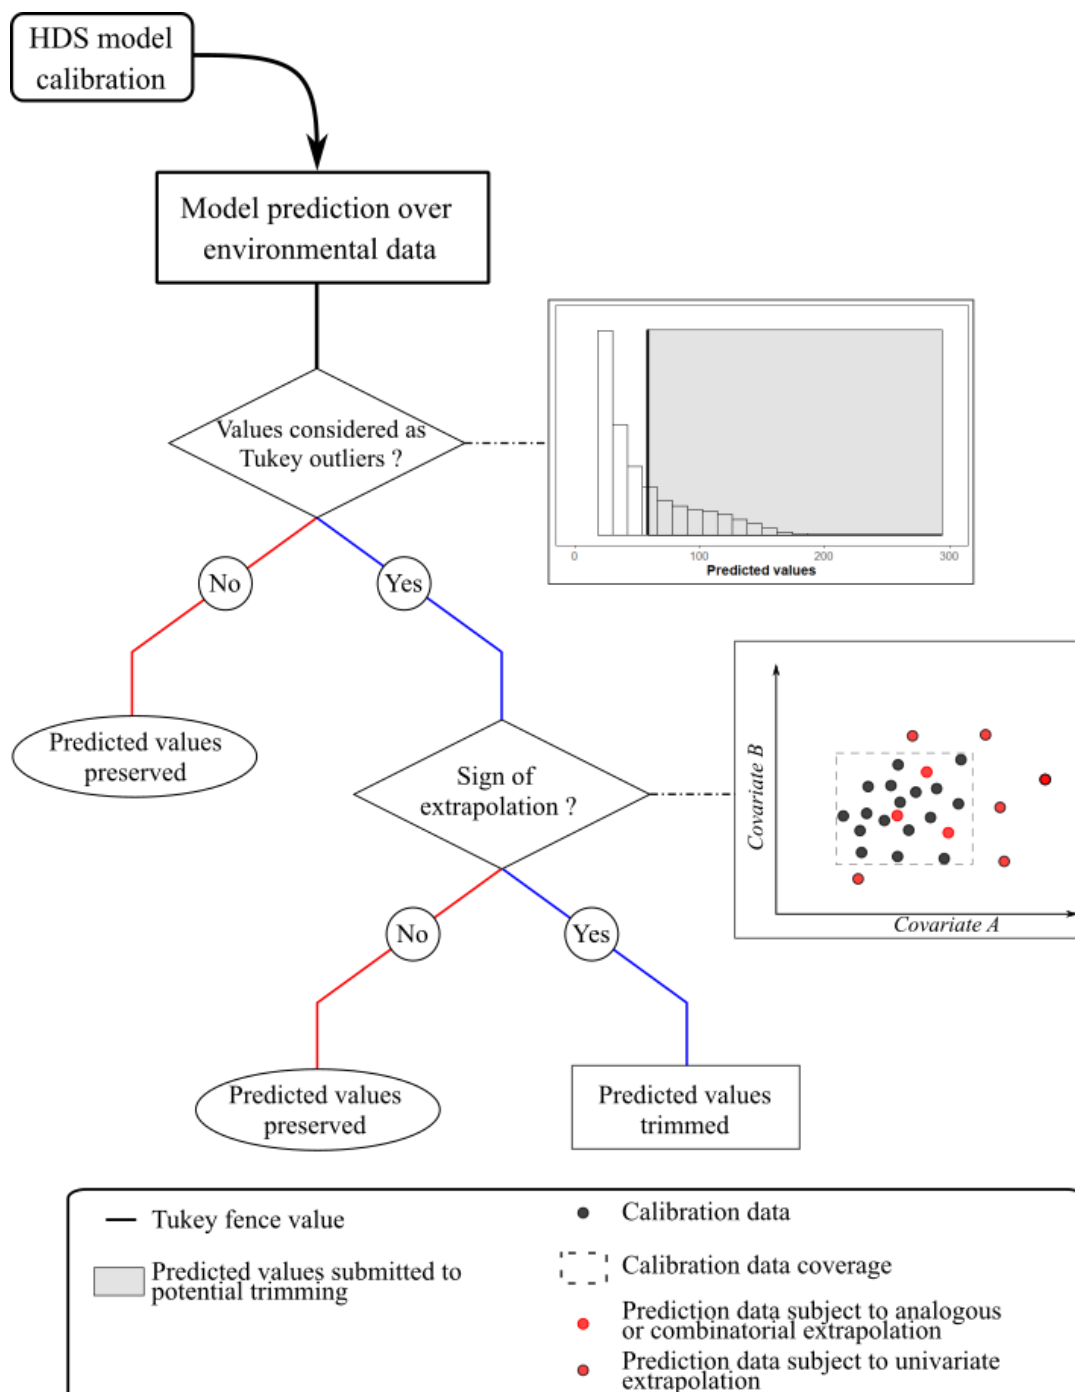 HDS model
calibration
Model prediction over
environmental data
Values considered as
Tukey outliers ?
0
100
200
300
Predicted values
No
Yes
Predicted values
preserved
Sign of
extrapolation ?
Covariate B
Covariate A
No
Yes
Predicted values
preserved
Predicted values
trimmed
Tukey fence value
Predicted values submitted to
potential trimming
Calibration data
Calibration data coverage
Prediction data subject to analogous
or combinatorial extrapolation
Prediction data subject to univariate
extrapolation